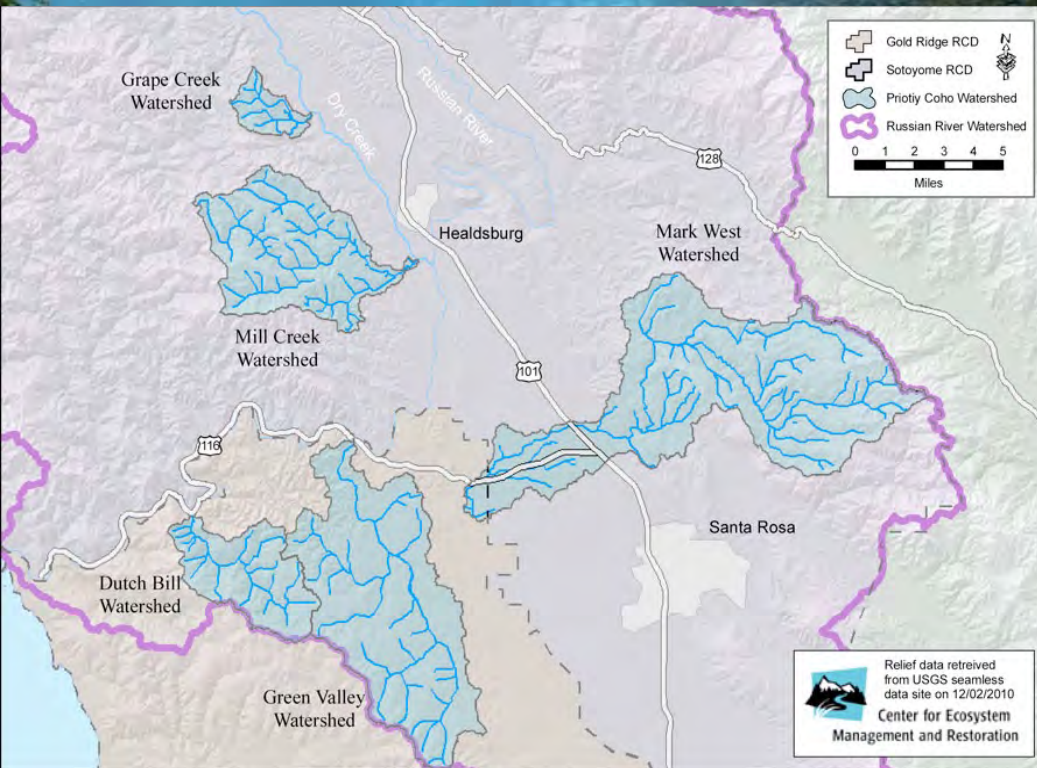 Grape Creek
Watershed
Dry Creek
Russian River
128
Healdsburg
Mark West
Watershed
Mill Creek
Watershed
101
116
Santa Rosa
Dutch Bill
Watershed
Green Valley
Watershed
Gold Ridge RCD
Sotoyome RCD
Priotiy Coho Watershed
Russian River Watershed
N
0 1 2 3 4 5
Miles
Relief data retreived
from USGS seamless
data site on 12/02/2010
Center for Ecosystem
Management and Restoration